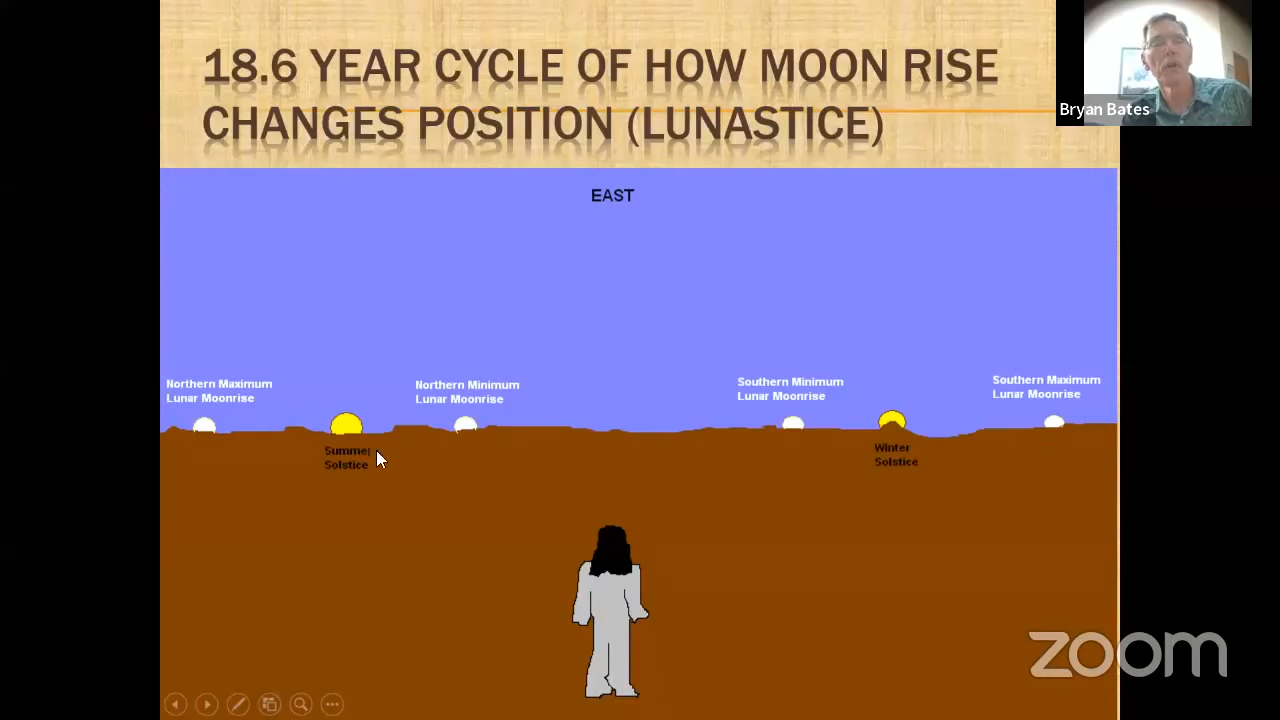 18.6 YEAR CYCLE OF HOW MOON RISE
CHANGES POSITION (LUNASTICE)
Bryan Bates
EAST
Northern Maximum
Lunar Moonrise
Northern Minimum
Lunar Moonrise
Southern Minimum
Lunar Moonrise
Southern Maximum
Lunar Moonrise
Summer
Solstice
Winter
Solstice
zoom